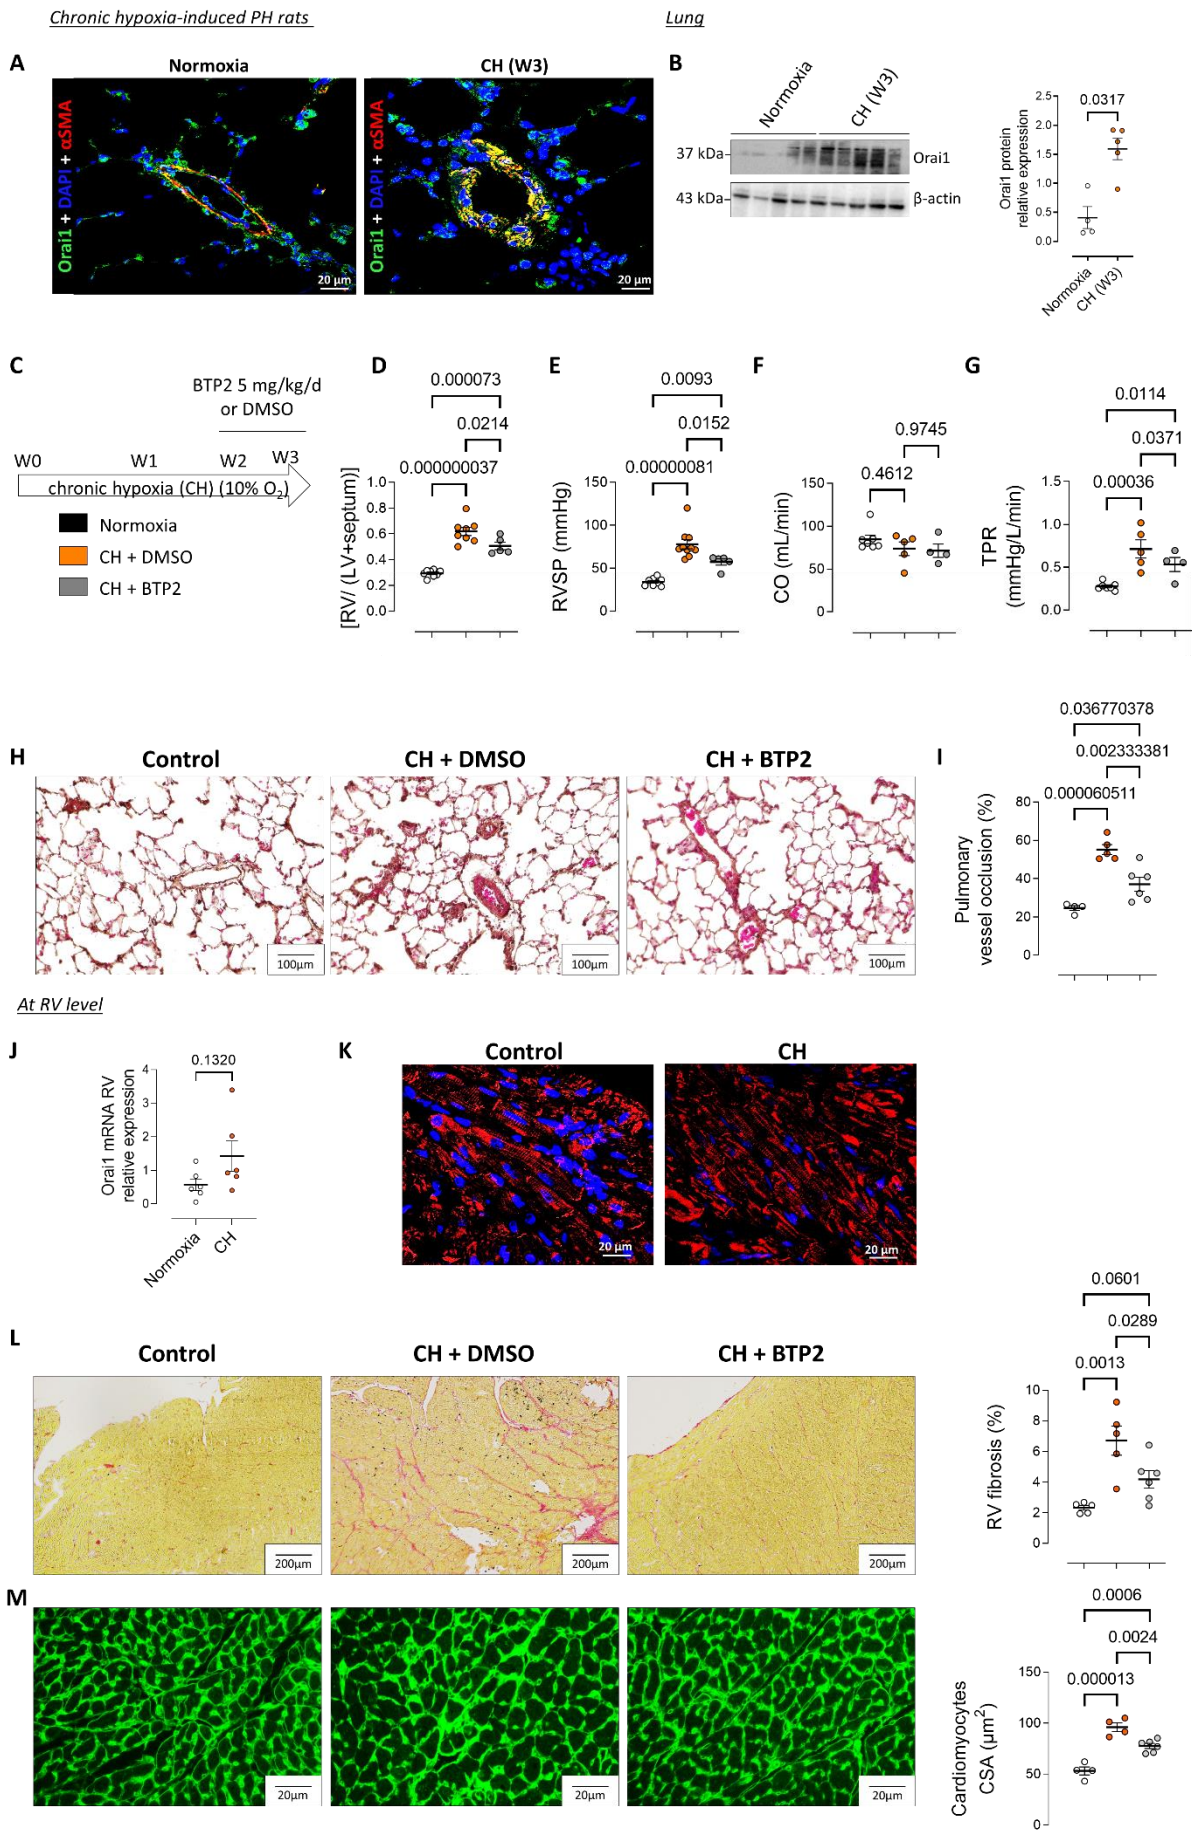 Chronic hypoxia-induced PH rats
Lung
A
Normoxia
CH (W3)
Orai1 + DAPI + αSMA
20 µm
Orai1 + DAPI + αSMA
20 µm
B
Normoxia
CH (W3)
37 kDa
Orai1
43 kDa
β-actin
0.0317
Orai1 protein
relative expression
2.5
2.0
1.5
1.0
0.5
0.0
Normoxia
CH (W3)
C
BTP2 5 mg/kg/d
or DMSO
W0 W1 W2 W3
chronic hypoxia (CH) (10% O2)
Normoxia
CH + DMSO
CH + BTP2
D
0.000073
0.0214
0.000000037
[RV/ (LV+septum)]
1.0
0.8
0.6
0.4
0.2
0.0
E
0.0093
0.0152
0.00000081
RVSP (mmHg)
150
100
50
0
F
0.9745
0.4612
CO (mL/min)
150
100
50
0
G
0.0114
0.0371
0.00036
TPR
(mmHg/L/min)
1.5
1.0
0.5
0.0
H
Control
CH + DMSO
CH + BTP2
100µm
100µm
100µm
I
0.036770378
0.002333381
0.000060511
Pulmonary
vessel occlusion (%)
80
60
40
20
0
At RV level
J
0.1320
Orai1 mRNA RV
relative expression
4
3
2
1
0
Normoxia
CH
K
Control
CH
20 µm
20 µm
L
Control
CH + DMSO
CH + BTP2
200µm
200µm
200µm
0.0601
0.0289
0.0013
RV fibrosis (%)
10
8
6
4
2
0
M
20µm
20µm
20µm
0.0006
0.0024
0.000013
Cardiomyocytes
CSA (µm2)
150
100
50
0